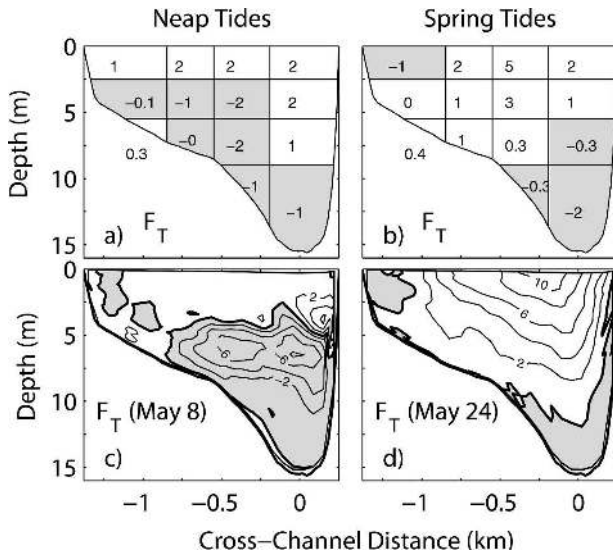 Neap Tides Spring Tides
0
5
10
15
Depth (m)
1 2 2 2
−0.1 −1 −2 2
−0 −2 1
0.3 −1 −1
a) F_T
−1 2 5 2
0 1 3 1
1 0.3 −0.3
0.4 −0.3 −2
b) F_T
0
5
10
15
Depth (m)
2
6
6
2
F_T (May 8)
c)
10
6
2
F_T (May 24)
d)
−1 −0.5 0 −1 −0.5 0
Cross−Channel Distance (km)